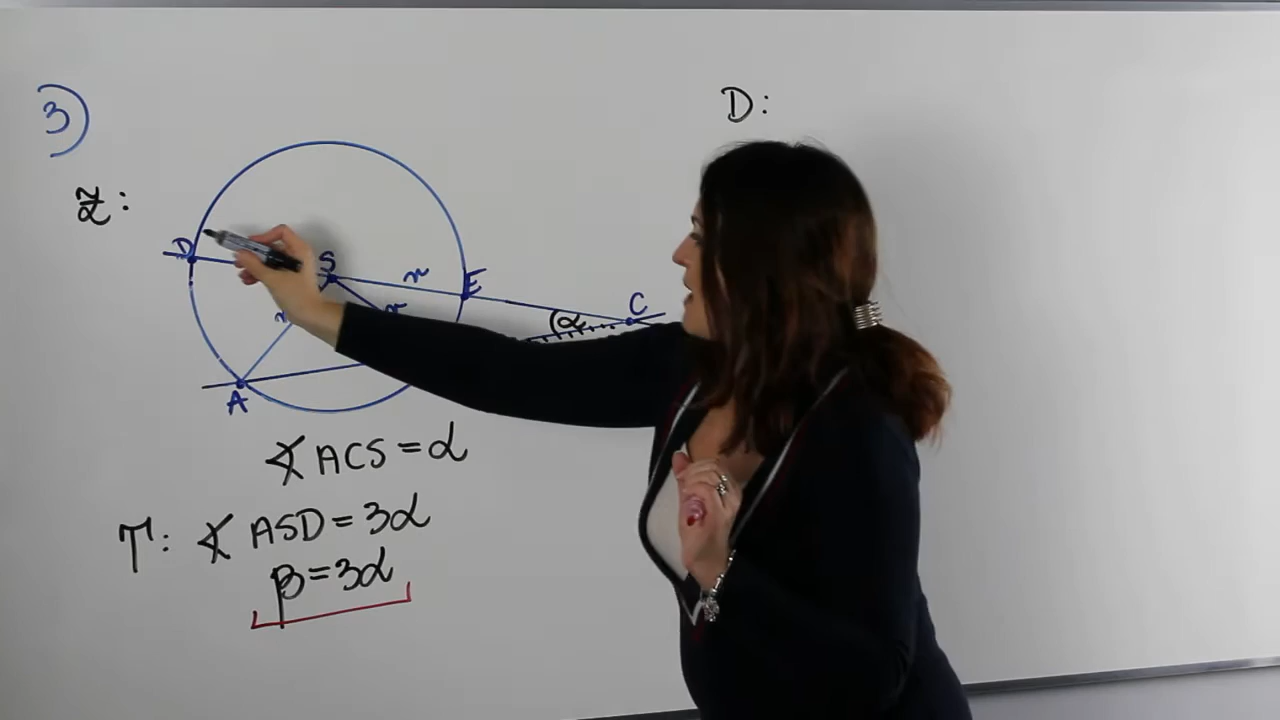 3)
D:
Z:
D
S
r
E
r
C
α
A
∢ ACS = α
T: ∢ ASD = 3α
β = 3α